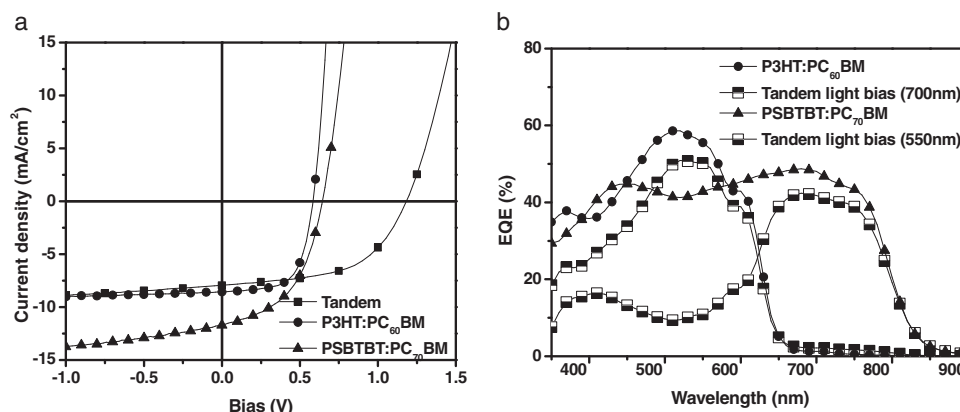 a
15
10
5
0
-5
-10
-15
-1.0 -0.5 0.0 0.5 1.0 1.5
Current density (mA/cm²)
Bias (V)
Tandem
P3HT:PC₆₀BM
PSBTBT:PC₇₀BM
b
80
60
40
20
0
400 500 600 700 800 900
EQE (%)
Wavelength (nm)
P3HT:PC₆₀BM
Tandem light bias (700nm)
PSBTBT:PC₇₀BM
Tandem light bias (550nm)